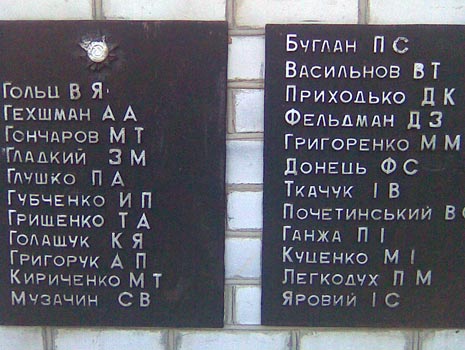 Гольц В Я
Гехшман А А
Гончаров М Т
Гладкий З М
Глушко П А
Губченко И П
Грищенко Т А
Голащук К Я
Григорук А П
Кириченко М Т
Музачин С В
Буглан П С
Васильнов В Т
Приходько Д К
Фельдман Д З
Григоренко М М
Донець Ф С
Ткачук І В
Почетинський В
Ганжа П І
Куценко М І
Легкодух П М
Яровий І С